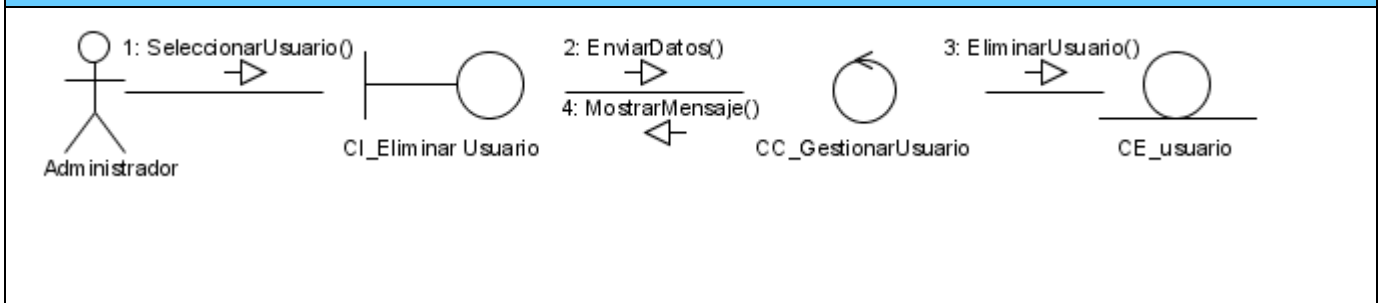 1: SeleccionarUsuario()
2: EnviarDatos()
3: EliminarUsuario()
4: MostrarMensaje()
CI_Eliminar Usuario
CC_GestionarUsuario
CE_usuario
Administrador